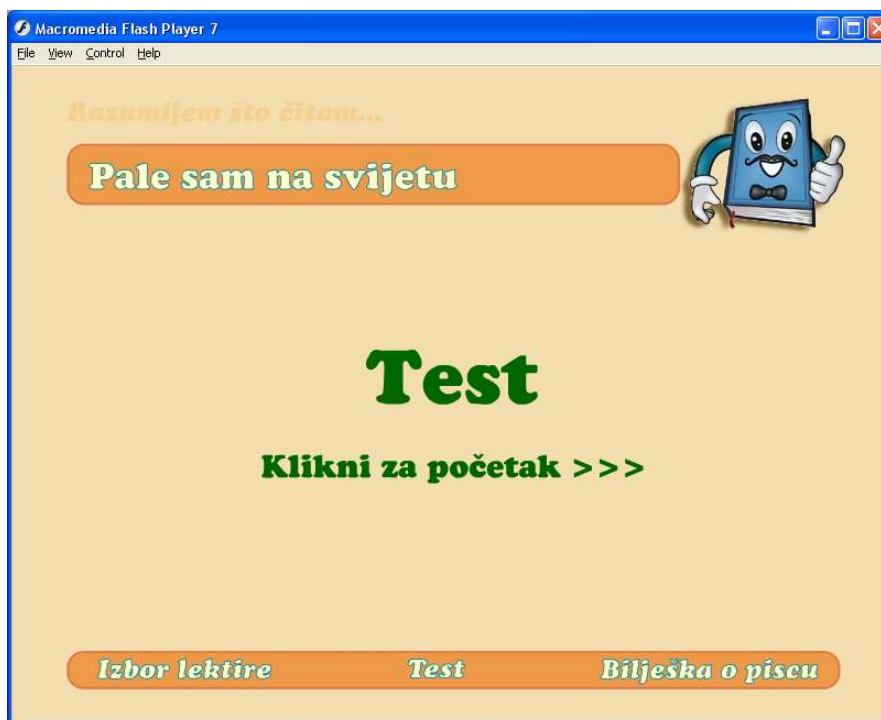 Macromedia Flash Player 7
File View Control Help
Razumijem što čitam...
Pale sam na svijetu
Test
Klikni za početak >>>
Izbor lektire Test Bilješka o piscu